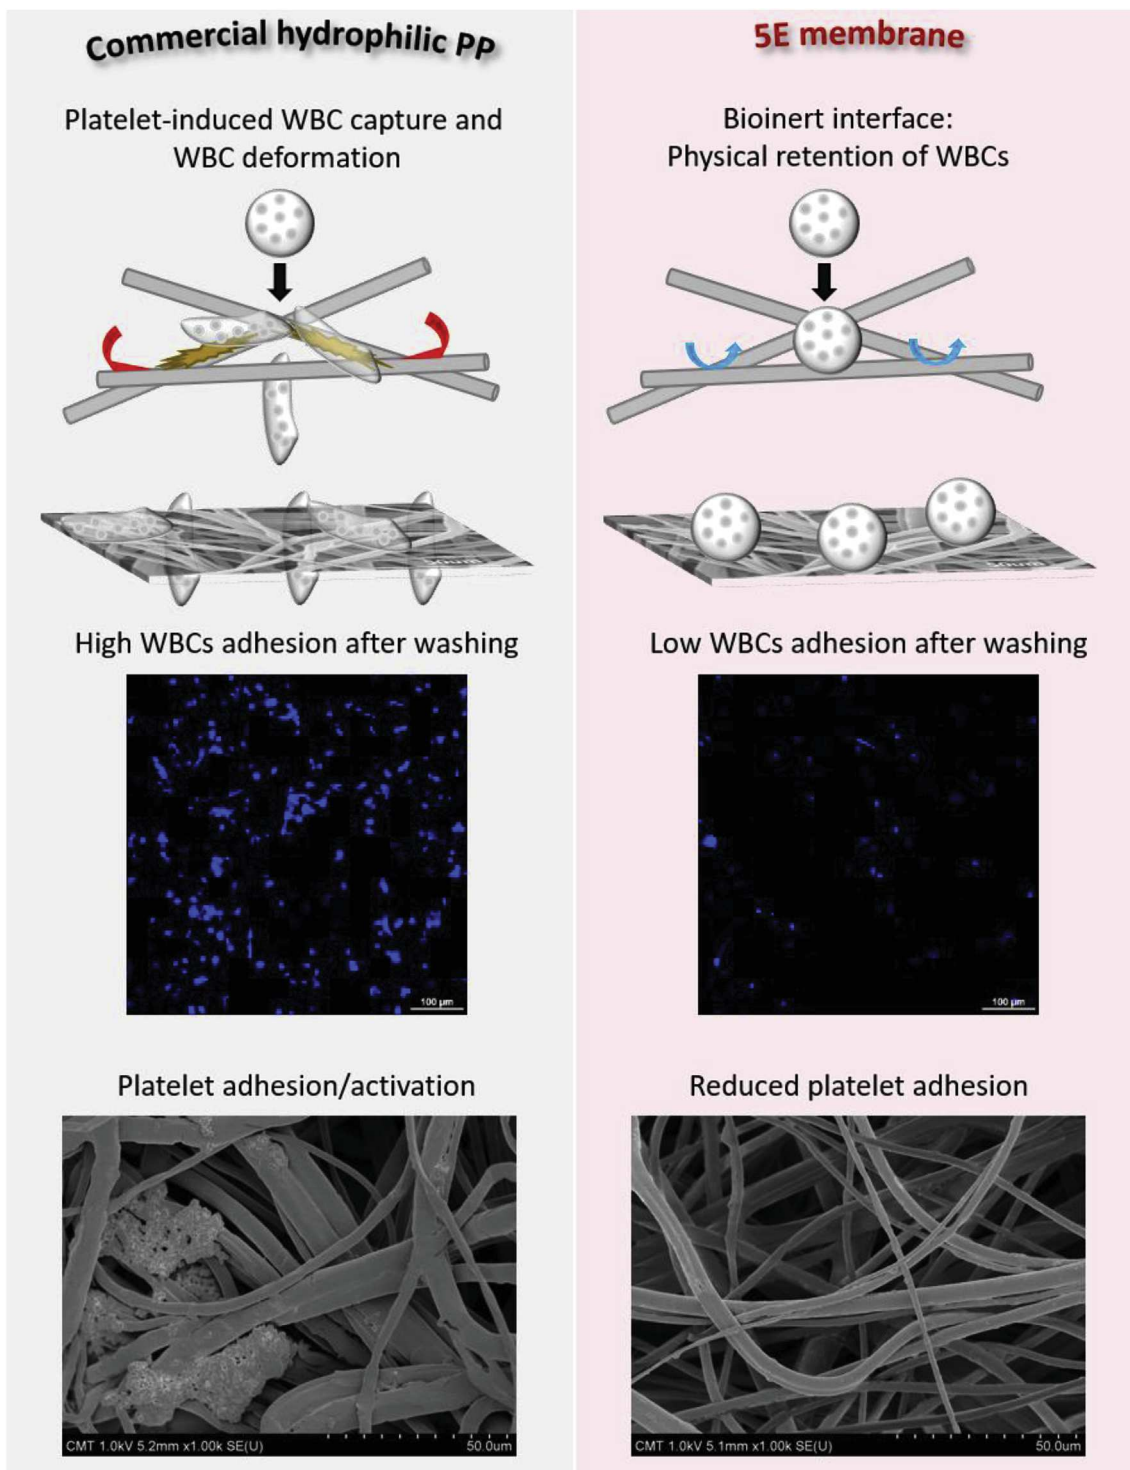 Commercial hydrophilic PP
Platelet-induced WBC capture and
WBC deformation
High WBCs adhesion after washing
100 µm
Platelet adhesion/activation
CMT 1.0kV 5.2mm x1.00k SE(U)
50.0um
5E membrane
Bioinert interface:
Physical retention of WBCs
Low WBCs adhesion after washing
100 µm
Reduced platelet adhesion
CMT 1.0kV 5.1mm x1.00k SE(U)
50.0um